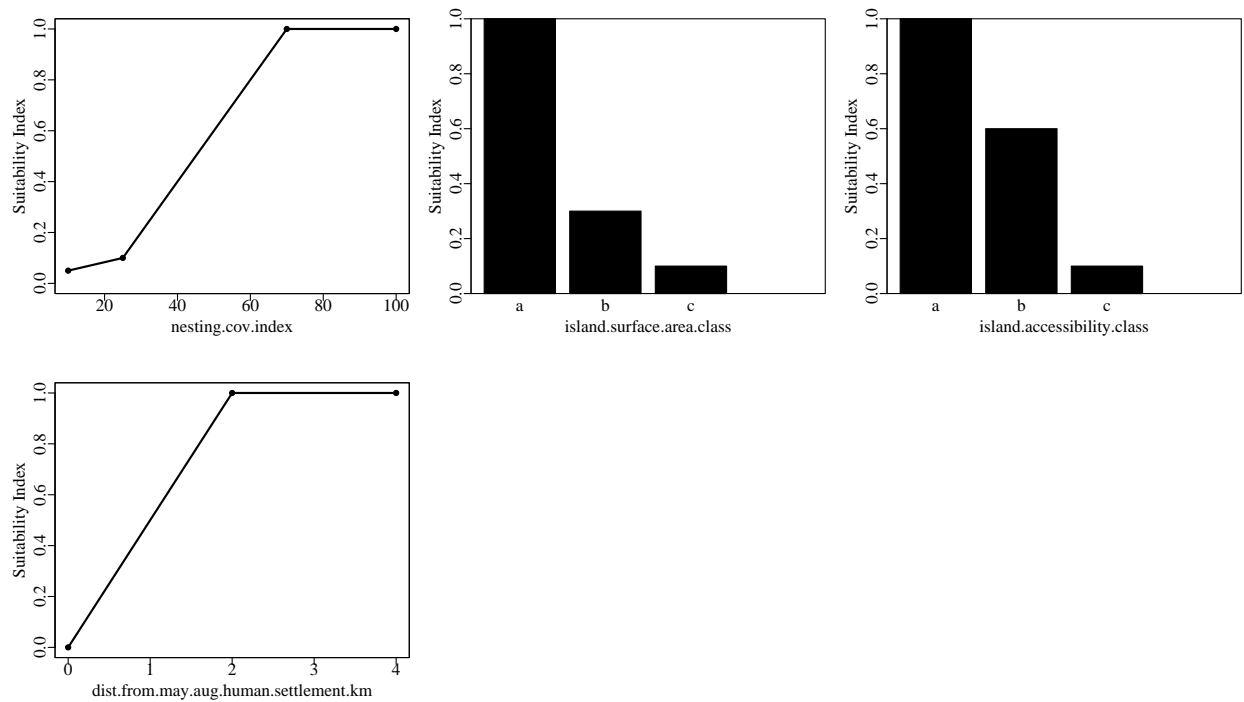 Suitability Index
0.0 0.2 0.4 0.6 0.8 1.0
20 40 60 80 100
nesting.cov.index
Suitability Index
0.0 0.2 0.4 0.6 0.8 1.0
a b c
island.surface.area.class
Suitability Index
0.0 0.2 0.4 0.6 0.8 1.0
a b c
island.accessibility.class
Suitability Index
0.0 0.2 0.4 0.6 0.8 1.0
0 1 2 3 4
dist.from.may.aug.human.settlement.km